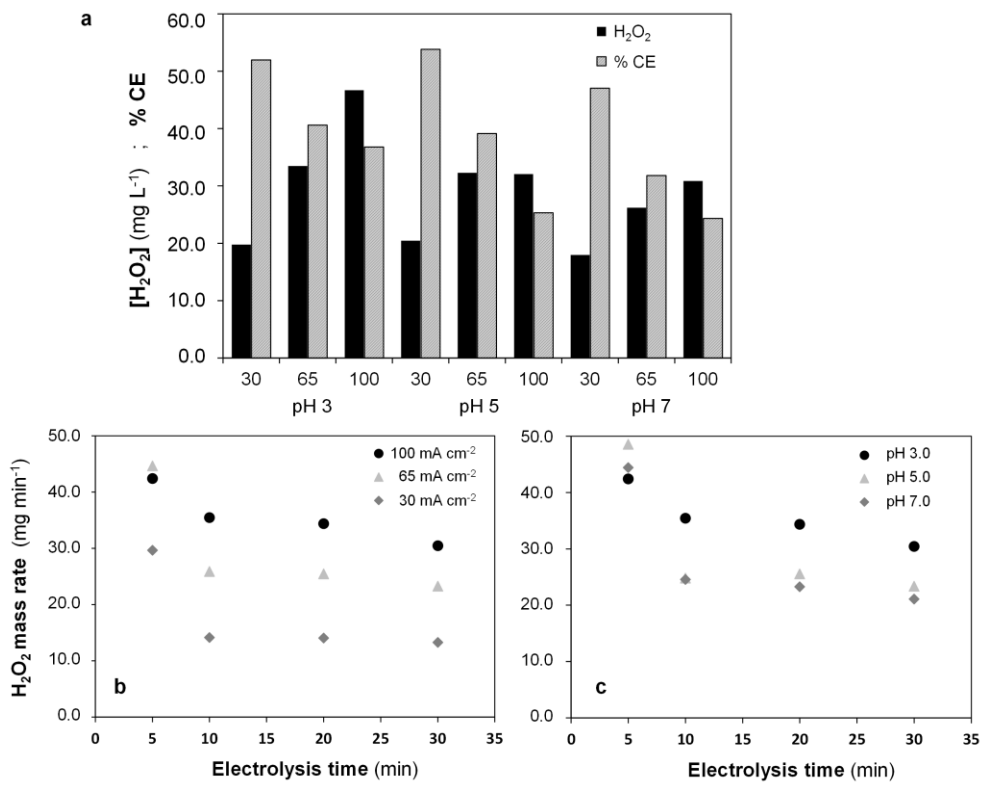 a
[H₂O₂] (mg L⁻¹) ; % CE
60.0
50.0
40.0
30.0
20.0
10.0
0.0
H₂O₂
% CE
30 65 100 30 65 100 30 65 100
pH 3 pH 5 pH 7
H₂O₂ mass rate (mg min⁻¹)
50.0
40.0
30.0
20.0
10.0
0.0
100 mA cm⁻²
65 mA cm⁻²
30 mA cm⁻²
b
0 5 10 15 20 25 30 35
Electrolysis time (min)
50.0
40.0
30.0
20.0
10.0
0.0
pH 3.0
pH 5.0
pH 7.0
c
0 5 10 15 20 25 30 35
Electrolysis time (min)